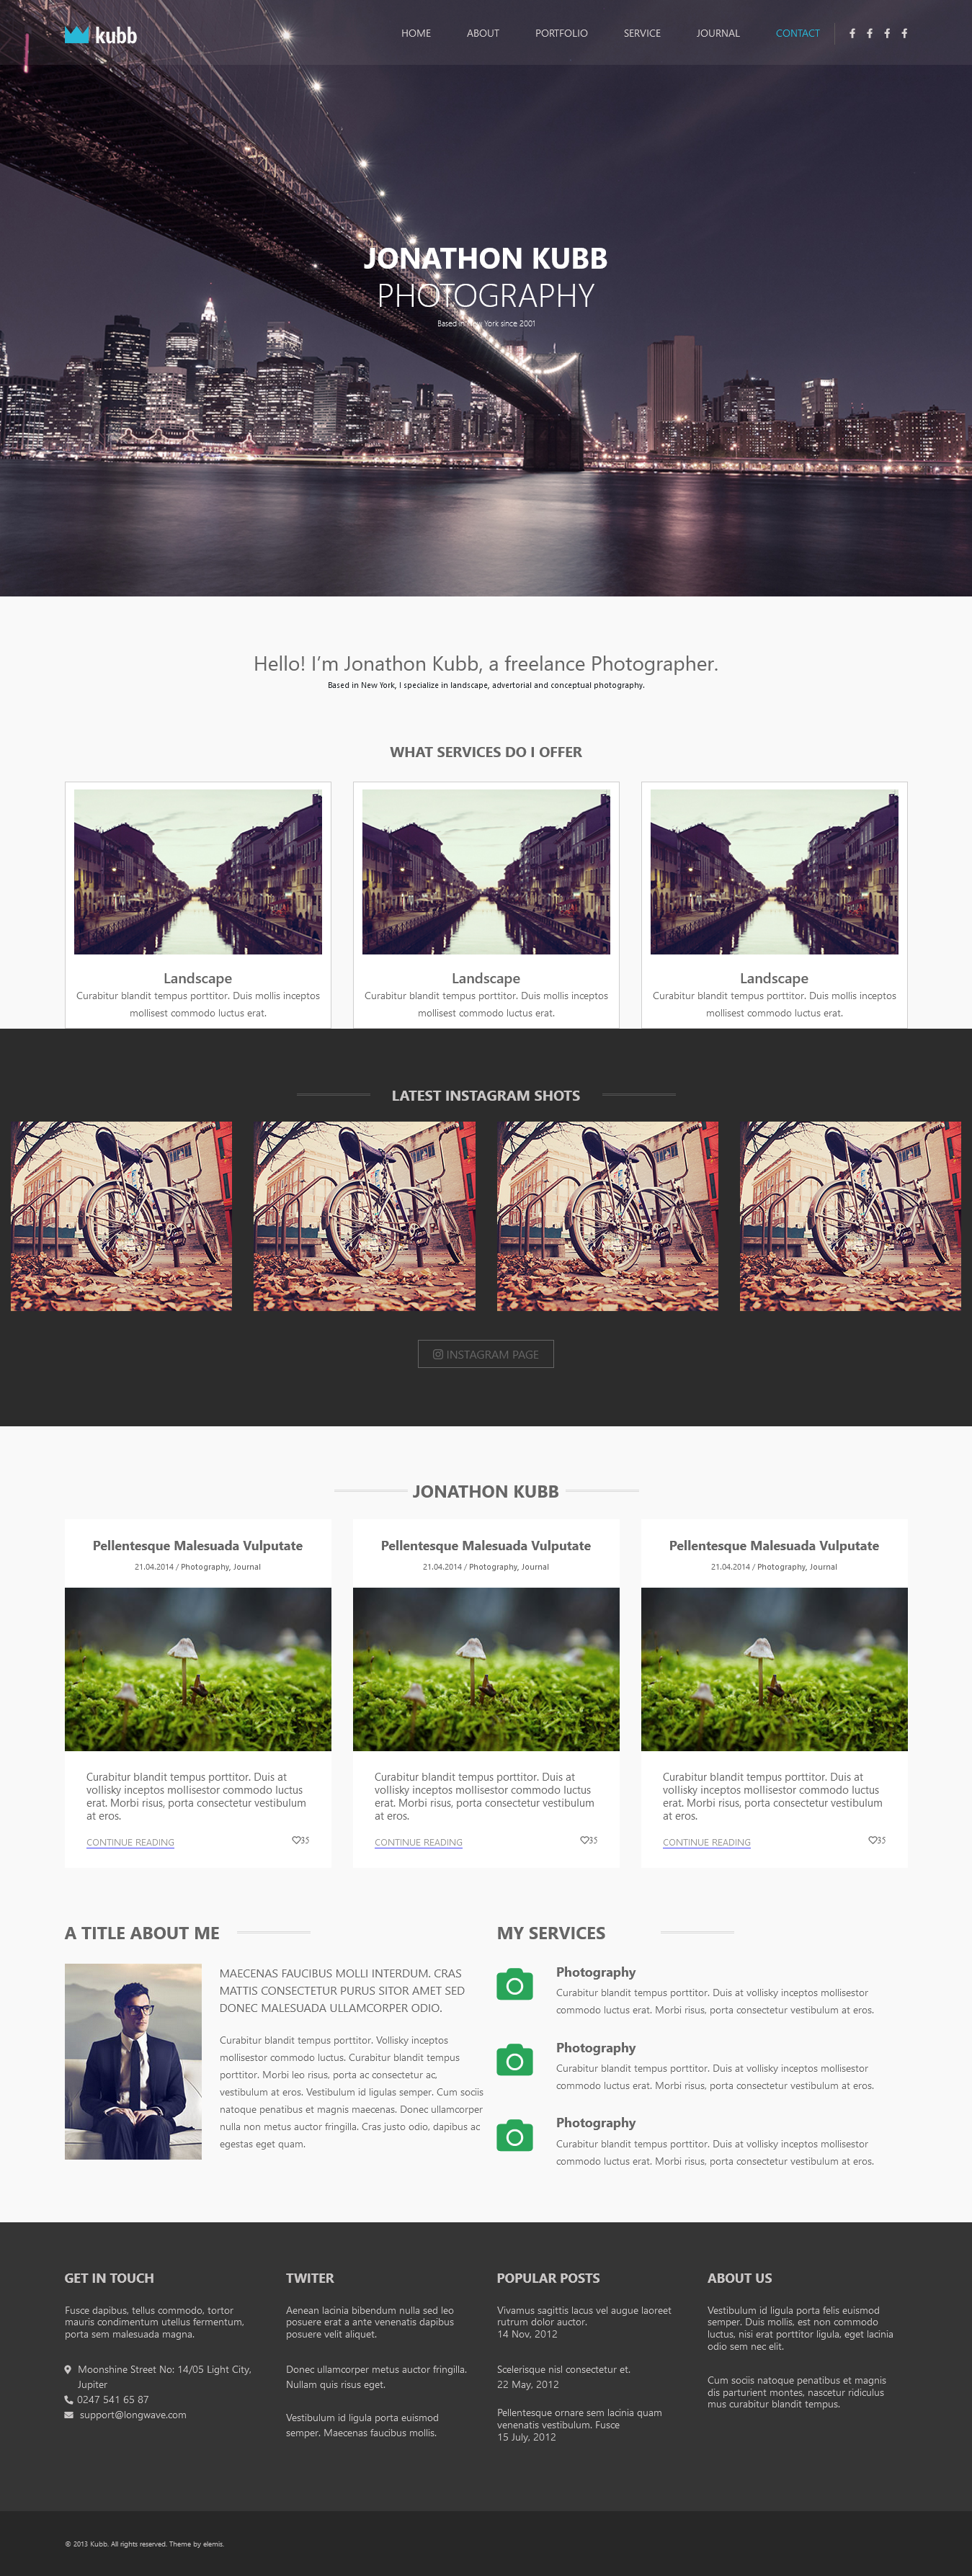 kubb
HOME ABOUT PORTFOLIO SERVICE JOURNAL CONTACT
JONATHON KUBB
PHOTOGRAPHY
Based in New York since 2001
Hello! I'm Jonathon Kubb, a freelance Photographer.
Based in New York, I specialize in landscape, advertorial and conceptual photography.
WHAT SERVICES DO I OFFER
Landscape
Curabitur blandit tempus porttitor. Duis mollis inceptos
mollisest commodo luctus erat.
Landscape
Curabitur blandit tempus porttitor. Duis mollis inceptos
mollisest commodo luctus erat.
Landscape
Curabitur blandit tempus porttitor. Duis mollis inceptos
mollisest commodo luctus erat.
LATEST INSTAGRAM SHOTS
INSTAGRAM PAGE
JONATHON KUBB
Pellentesque Malesuada Vulputate
21.04.2014 / Photography, Journal
Curabitur blandit tempus porttitor. Duis at
vollisky inceptos mollisestor commodo luctus
erat. Morbi risus, porta consectetur vestibulum
at eros.
CONTINUE READING 35
Pellentesque Malesuada Vulputate
21.04.2014 / Photography, Journal
Curabitur blandit tempus porttitor. Duis at
vollisky inceptos mollisestor commodo luctus
erat. Morbi risus, porta consectetur vestibulum
at eros.
CONTINUE READING 35
Pellentesque Malesuada Vulputate
21.04.2014 / Photography, Journal
Curabitur blandit tempus porttitor. Duis at
vollisky inceptos mollisestor commodo luctus
erat. Morbi risus, porta consectetur vestibulum
at eros.
CONTINUE READING 35
A TITLE ABOUT ME
MAECENAS FAUCIBUS MOLLI INTERDUM. CRAS
MATTIS CONSECTETUR PURUS SITOR AMET SED
DONEC MALESUADA ULLAMCORPER ODIO.
Curabitur blandit tempus porttitor. Vollisky inceptos
mollisestor commodo luctus. Curabitur blandit tempus
porttitor. Morbi leo risus, porta ac consectetur ac,
vestibulum at eros. Vestibulum id ligulas semper. Cum sociis
natoque penatibus et magnis maecenas. Donec ullamcorper
nulla non metus auctor fringilla. Cras justo odio, dapibus ac
egestas eget quam.
MY SERVICES
Photography
Curabitur blandit tempus porttitor. Duis at vollisky inceptos mollisestor
commodo luctus erat. Morbi risus, porta consectetur vestibulum at eros.
Photography
Curabitur blandit tempus porttitor. Duis at vollisky inceptos mollisestor
commodo luctus erat. Morbi risus, porta consectetur vestibulum at eros.
Photography
Curabitur blandit tempus porttitor. Duis at vollisky inceptos mollisestor
commodo luctus erat. Morbi risus, porta consectetur vestibulum at eros.
GET IN TOUCH
Fusce dapibus, tellus commodo, tortor
mauris condimentum utellus fermentum,
porta sem malesuada magna.
Moonshine Street No: 14/05 Light City,
Jupiter
0247 541 65 87
support@longwave.com
TWITER
Aenean lacinia bibendum nulla sed leo
posuere erat a ante venenatis dapibus
posuere velit aliquet.
Donec ullamcorper metus auctor fringilla.
Nullam quis risus eget.
Vestibulum id ligula porta euismod
semper. Maecenas faucibus mollis.
POPULAR POSTS
Vivamus sagittis lacus vel augue laoreet
rutrum dolor auctor.
14 Nov, 2012
Scelerisque nisl consectetur et.
22 May, 2012
Pellentesque ornare sem lacinia quam
venenatis vestibulum. Fusce
15 July, 2012
ABOUT US
Vestibulum id ligula porta felis euismod
semper. Duis mollis, est non commodo
luctus, nisi erat porttitor ligula, eget lacinia
odio sem nec elit.
Cum sociis natoque penatibus et magnis
dis parturient montes, nascetur ridiculus
mus curabitur blandit tempus.
© 2013 Kubb. All rights reserved. Theme by elemis.